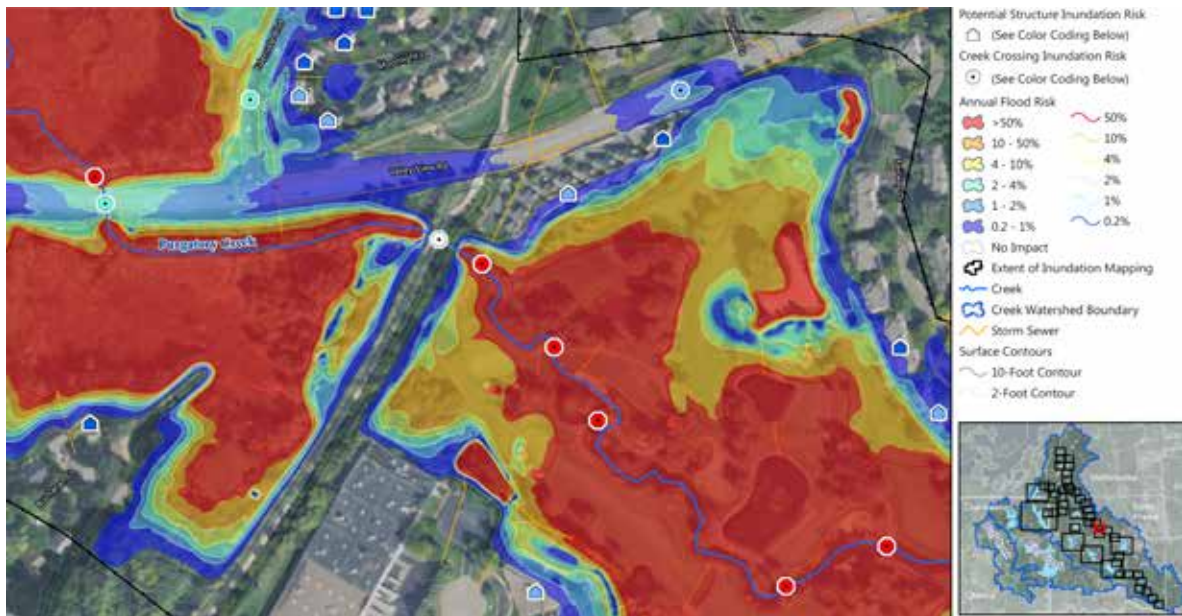 Potential Structure Inundation Risk
(See Color Coding Below)
Creek Crossing Inundation Risk
(See Color Coding Below)
Annual Flood Risk
>50%
10 - 50%
4 - 10%
2 - 4%
1 - 2%
0.2 - 1%
50%
10%
4%
2%
1%
0.2%
No Impact
Extent of Inundation Mapping
Creek
Creek Watershed Boundary
Storm Sewer
Surface Contours
10-Foot Contour
2-Foot Contour
Valley View Rd
Purgatory Creek